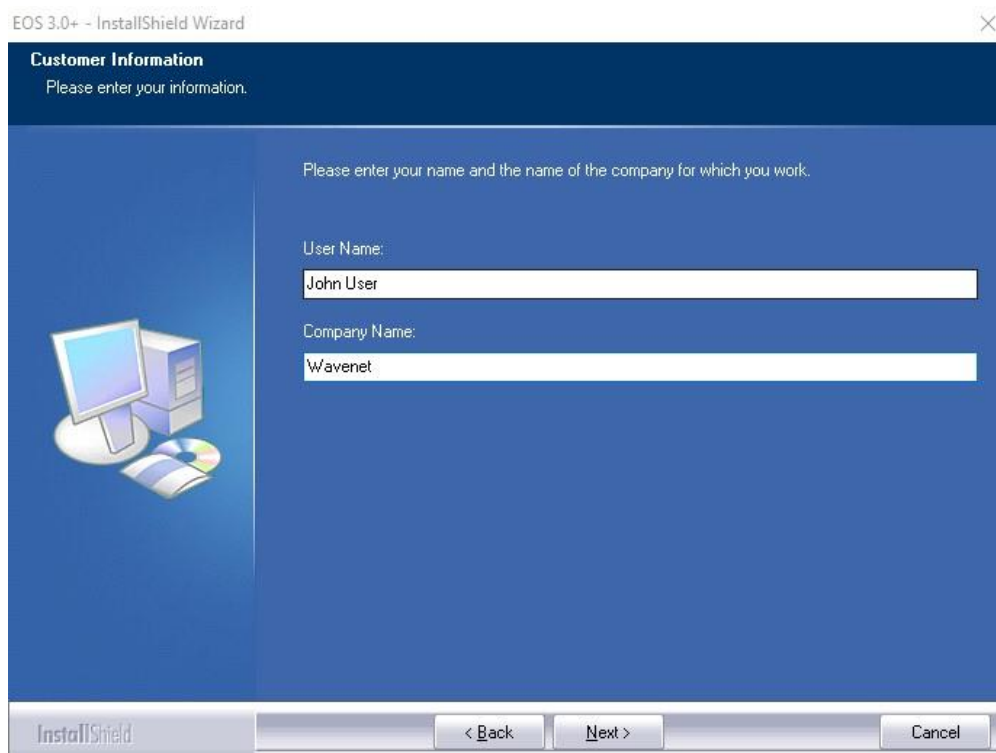 EOS 3.0+ - InstallShield Wizard
Customer Information
Please enter your information.
Please enter your name and the name of the company for which you work.
User Name:
John User
Company Name:
Wavenet
InstallShield
< Back
Next >
Cancel